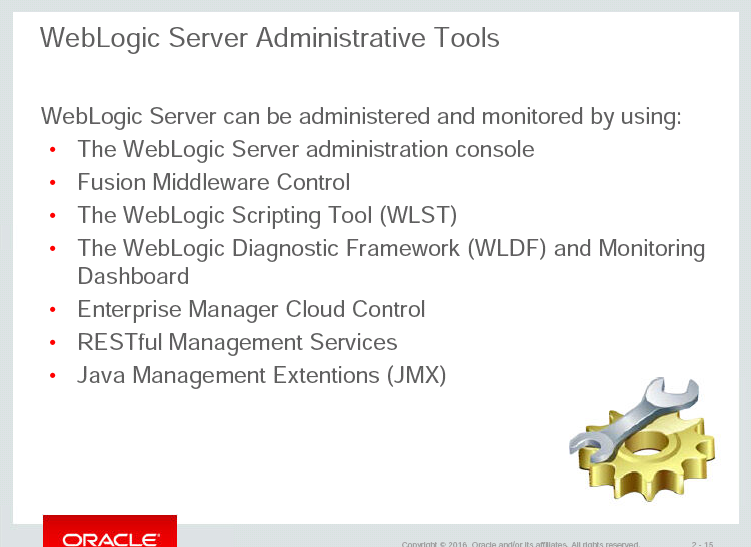 WebLogic Server Administrative Tools
WebLogic Server can be administered and monitored by using:
• The WebLogic Server administration console
• Fusion Middleware Control
• The WebLogic Scripting Tool (WLST)
• The WebLogic Diagnostic Framework (WLDF) and Monitoring
Dashboard
• Enterprise Manager Cloud Control
• RESTful Management Services
• Java Management Extentions (JMX)
ORACLE
Copyright © 2016, Oracle and/or its affiliates. All rights reserved. 2 - 15